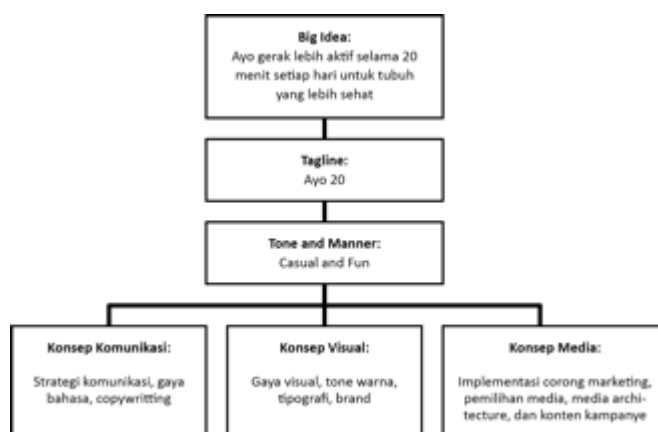 Big Idea:
Ayo gerak lebih aktif selama 20
menit setiap hari untuk tubuh
yang lebih sehat
Tagline:
Ayo 20
Tone and Manner:
Casual and Fun
Konsep Komunikasi:
Strategi komunikasi, gaya
bahasa, copywritting
Konsep Visual:
Gaya visual, tone warna,
tipografi, brand
Konsep Media:
Implementasi corong marketing,
pemilihan media, media archi-
tecture, dan konten kampanye